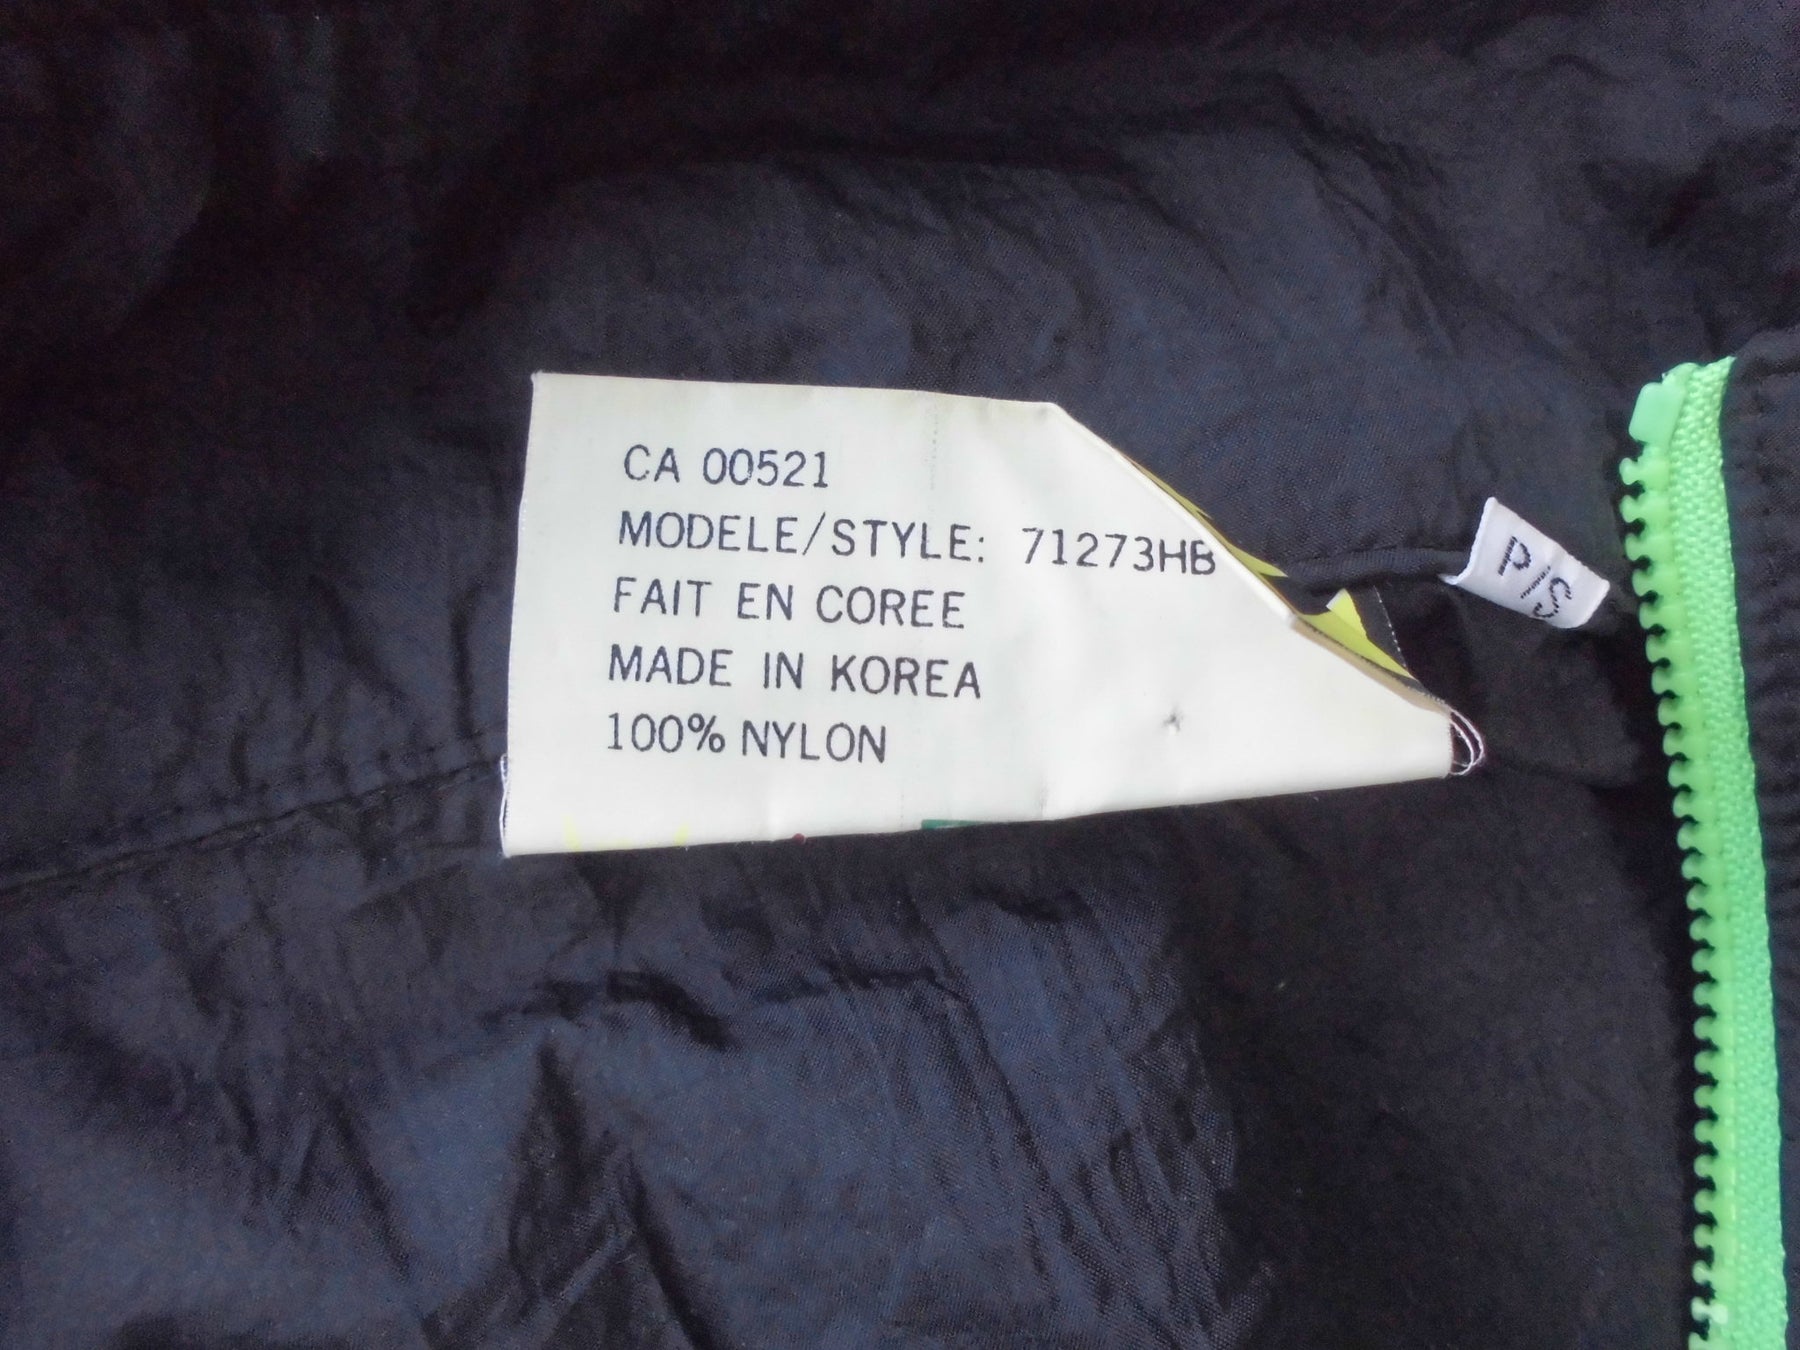 CA 00521
MODELE/STYLE: 71273HB
FAIT EN COREE
MADE IN KOREA
100% NYLON
P/S